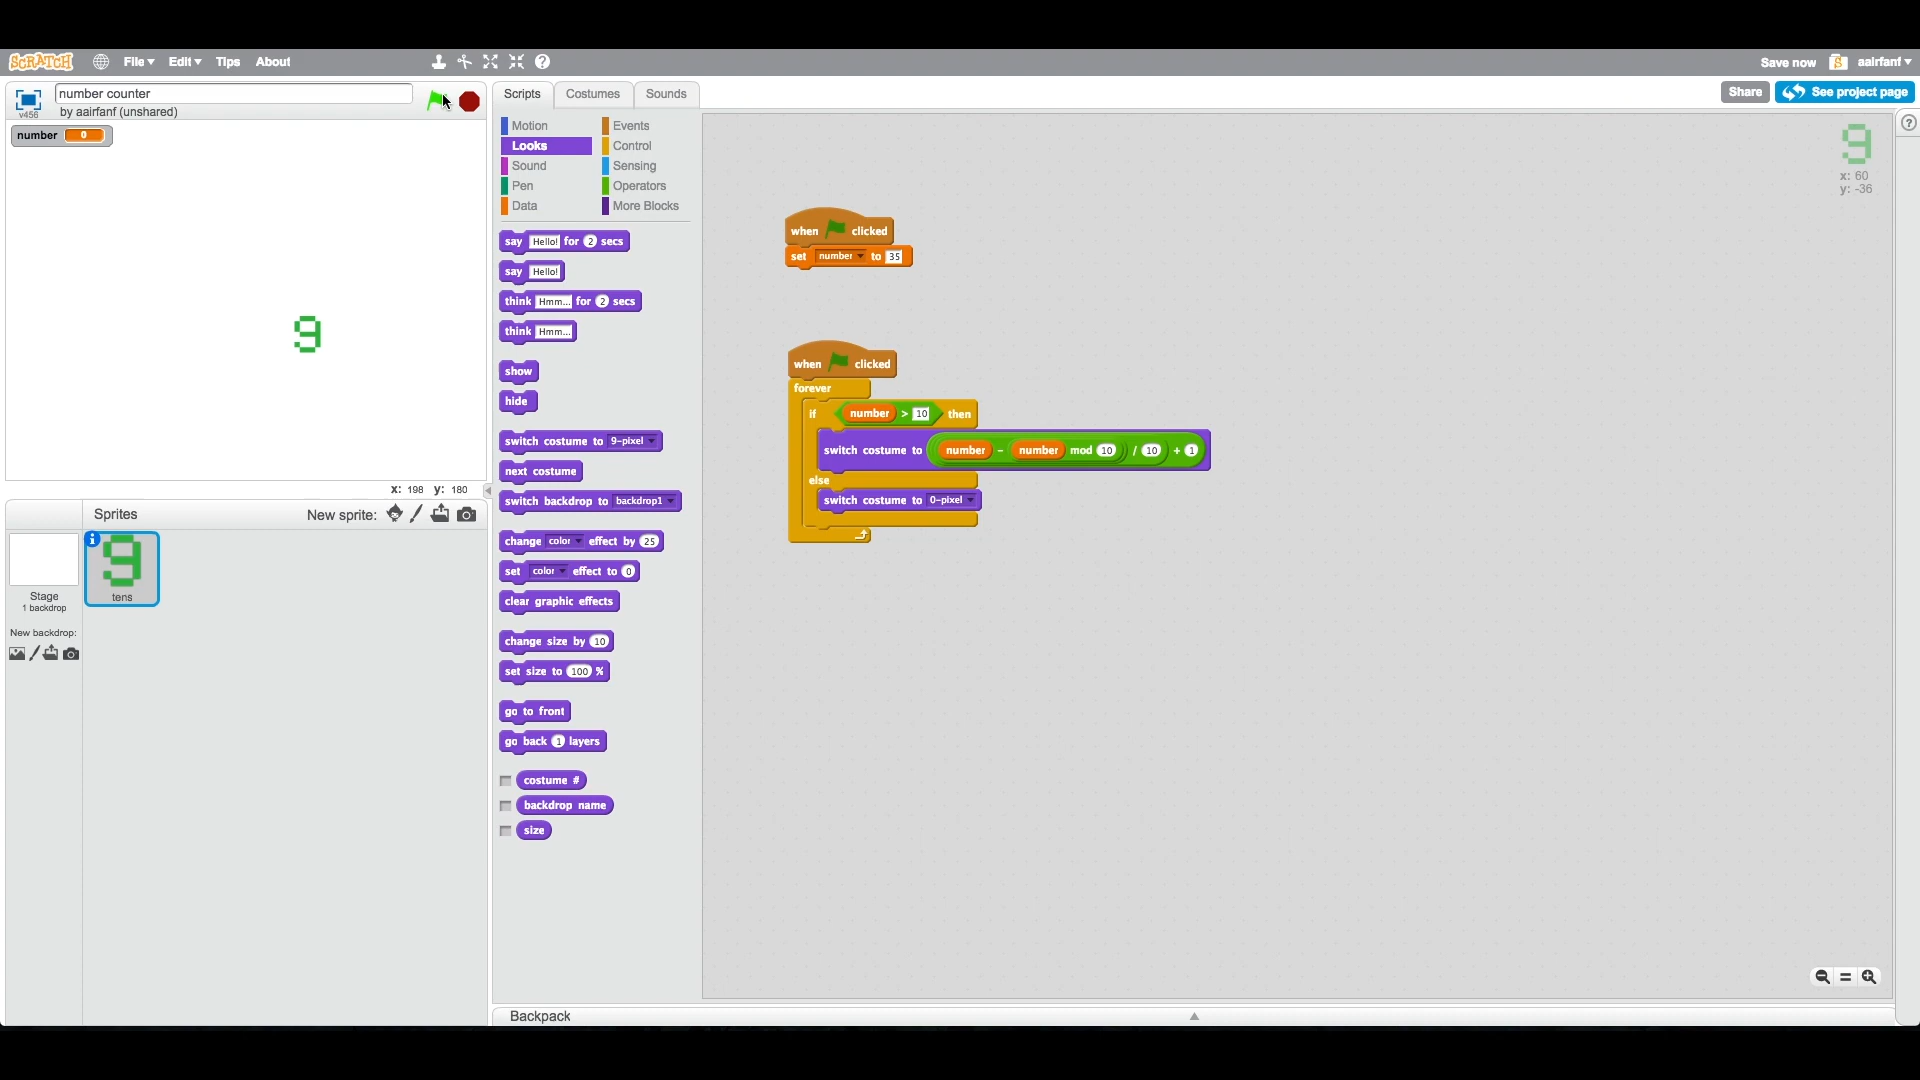 SCRATCH File Edit Tips About Save now aairfanf
v456 number counter Scripts Costumes Sounds Share See project page
by aairfanf (unshared)
number 0
9
x: 198 y: 180
Sprites New sprite:
9
tens
Stage
1 backdrop
New backdrop:
Motion Events
Looks Control
Sound Sensing
Pen Operators
Data More Blocks
say Hello! for 2 secs
say Hello!
think Hmm... for 2 secs
think Hmm...
show
hide
switch costume to 9-pixel
next costume
switch backdrop to backdrop1
change color effect by 25
set color effect to 0
clear graphic effects
change size by 10
set size to 100 %
go to front
go back 1 layers
costume #
backdrop name
size
when clicked
set number to 35
when clicked
forever
if number > 10 then
switch costume to number - number mod 10 / 10 + 1
else
switch costume to 0-pixel
9
x: 60
y: -36
Backpack